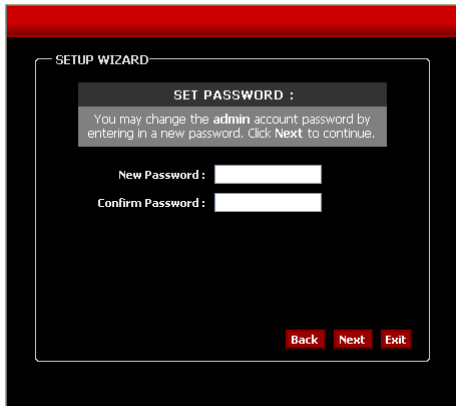 SETUP WIZARD
SET PASSWORD :
You may change the admin account password by
entering in a new password. Click Next to continue.
New Password :
Confirm Password :
Back Next Exit